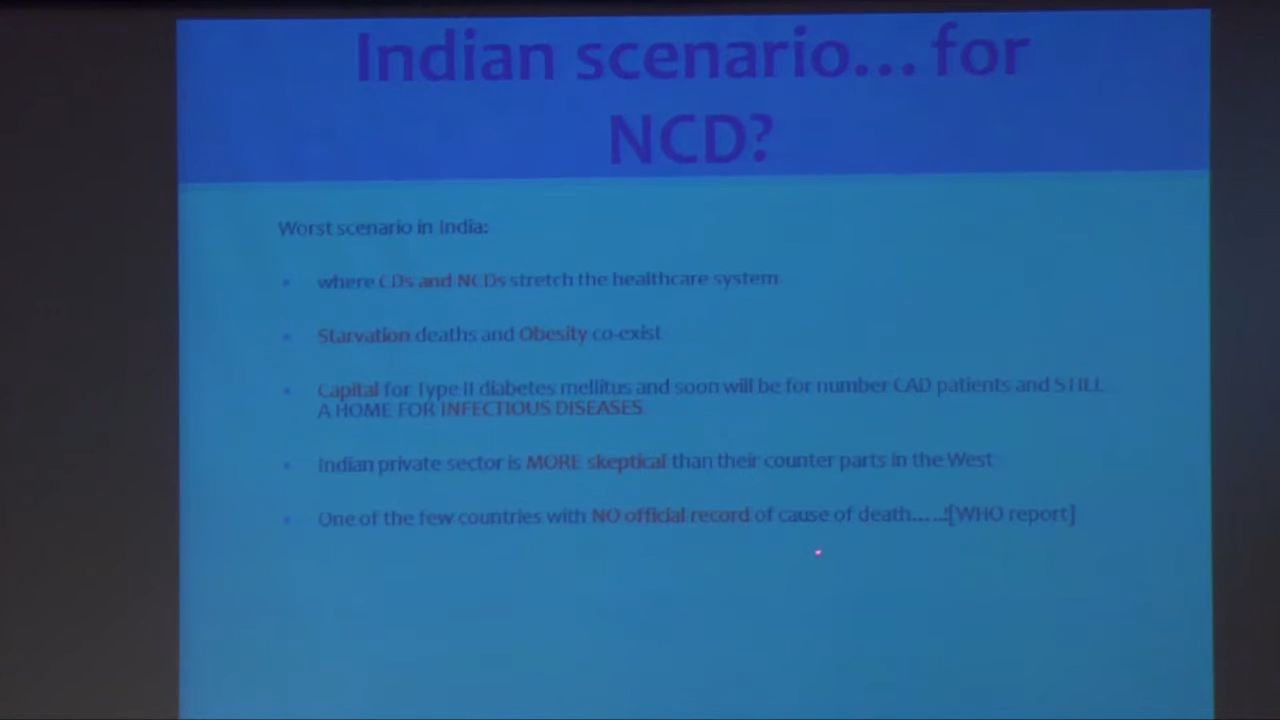 Indian scenario... for
NCD?
Worst scenario in India:
where CDs and NCDs stretch the healthcare system
Starvation deaths and Obesity co-exist
Capital for Type II diabetes mellitus and soon will be for number CAD patients and STILL
A HOME FOR INFECTIOUS DISEASES
Indian private sector is MORE skeptical than their counter parts in the West
One of the few countries with NO official record of cause of death.....![WHO report]